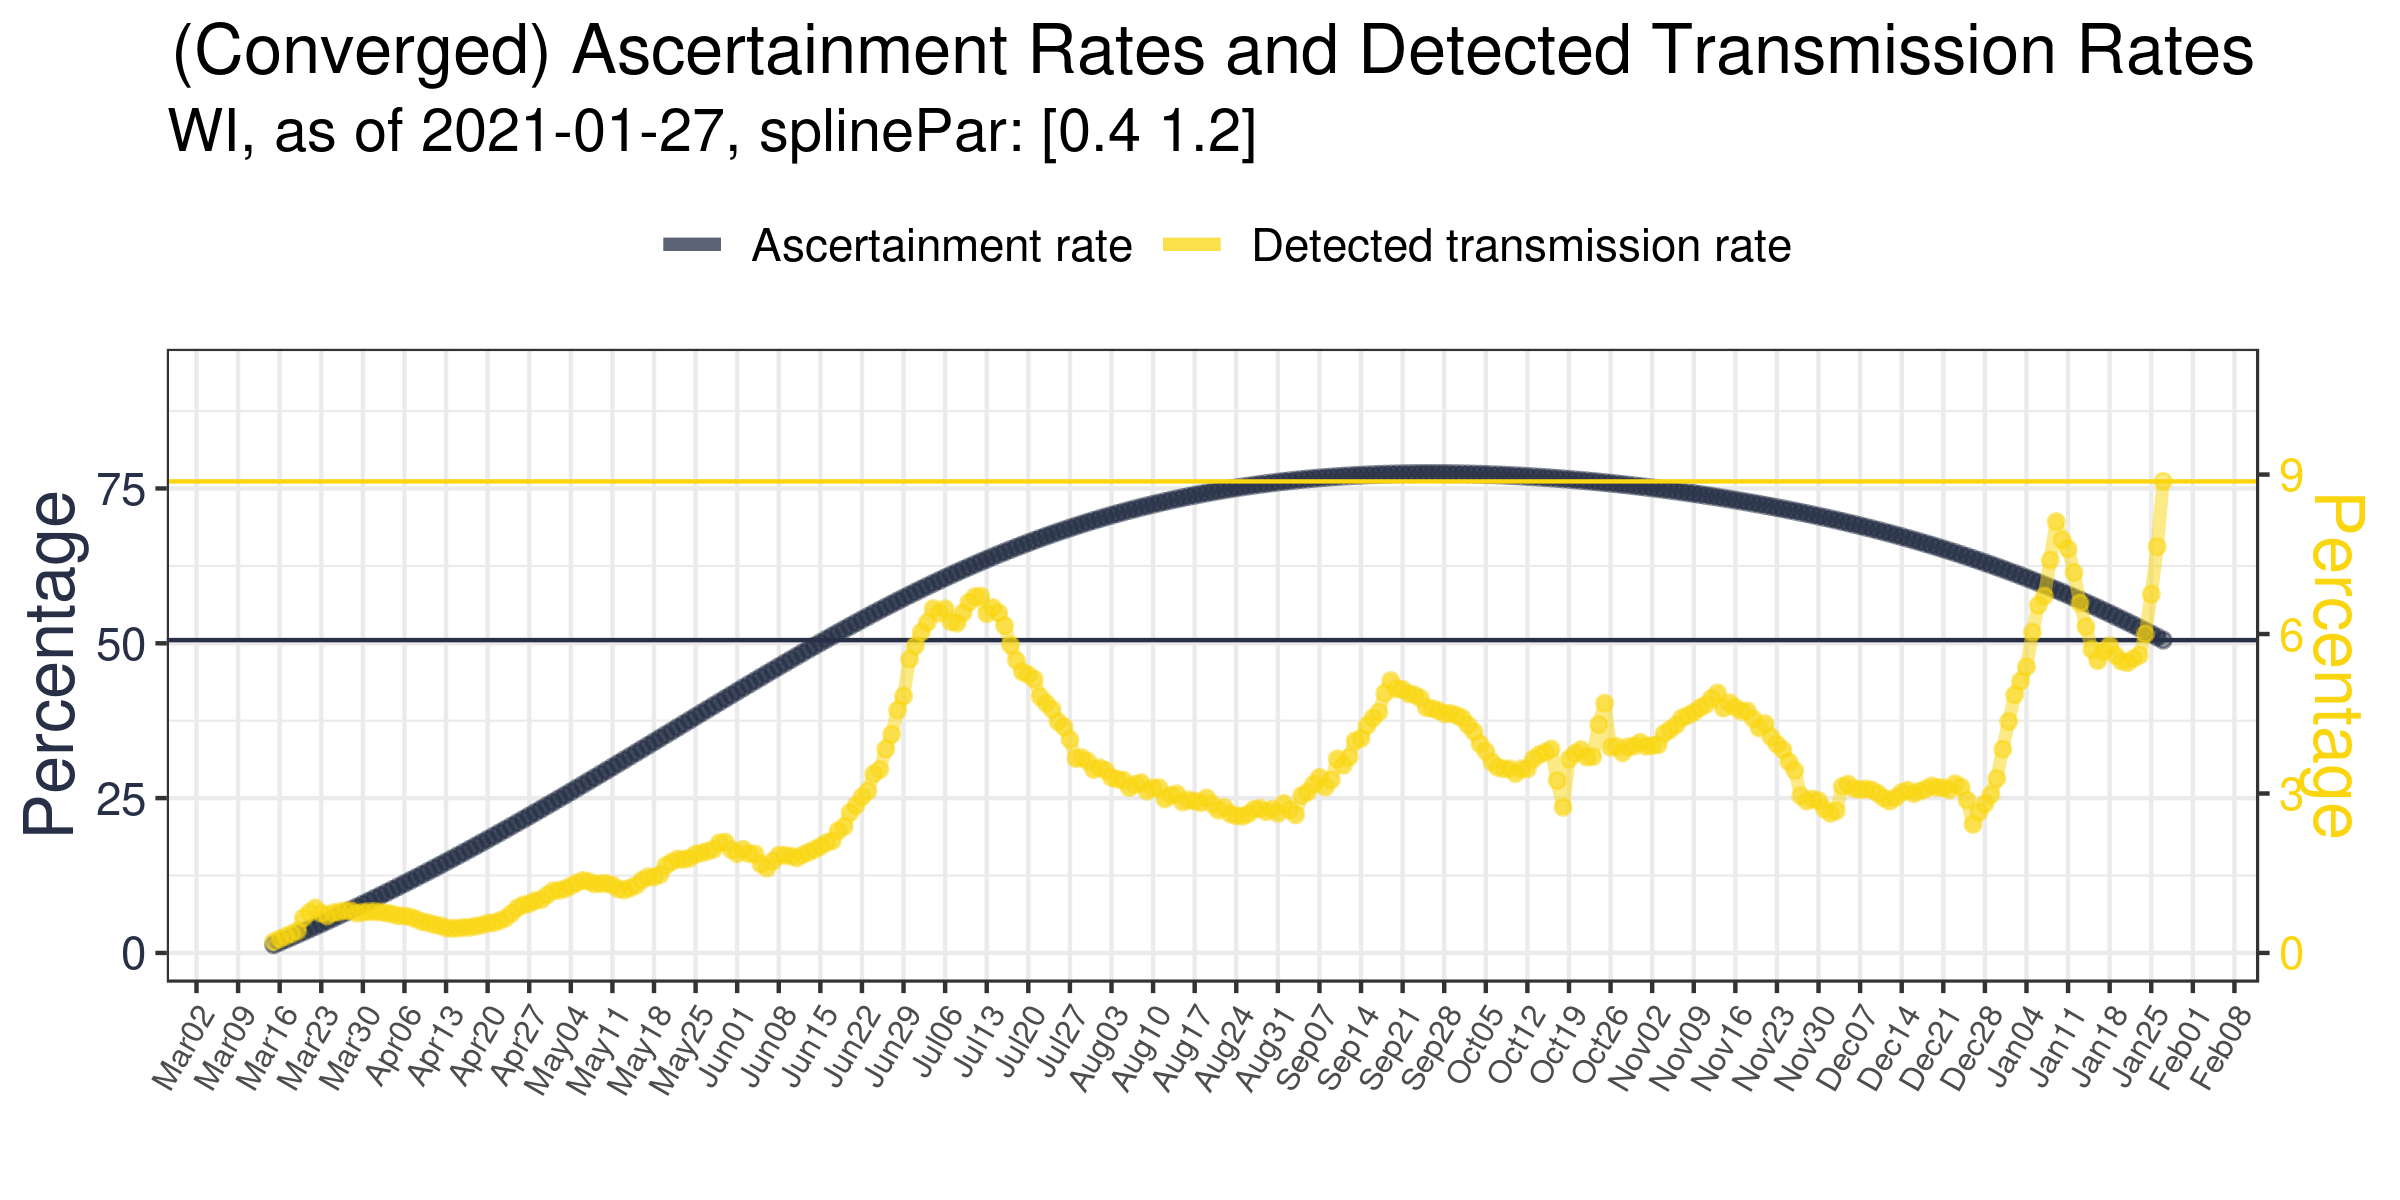 (Converged) Ascertainment Rates and Detected Transmission Rates
WI, as of 2021-01-27, splinePar: [0.4 1.2]
Ascertainment rate Detected transmission rate
Percentage
75
50
25
0
9
6
3
0
Percentage
Mar02 Mar09 Mar16 Mar23 Mar30 Apr06 Apr13 Apr20 Apr27 May04 May11 May18 May25 Jun01 Jun08 Jun15 Jun22 Jun29 Jul06 Jul13 Jul20 Jul27 Aug03 Aug10 Aug17 Aug24 Aug31 Sep07 Sep14 Sep21 Sep28 Oct05 Oct12 Oct19 Oct26 Nov02 Nov09 Nov16 Nov23 Nov30 Dec07 Dec14 Dec21 Dec28 Jan04 Jan11 Jan18 Jan25 Feb01 Feb08